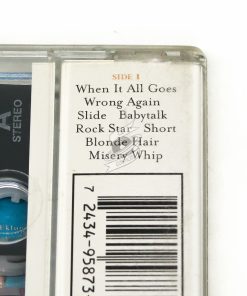 SIDE 1
When It All Goes
Wrong Again
Slide Babytalk
Rock Star Short
Blonde Hair
Misery Whip
A
STEREO
7 2434-95873-